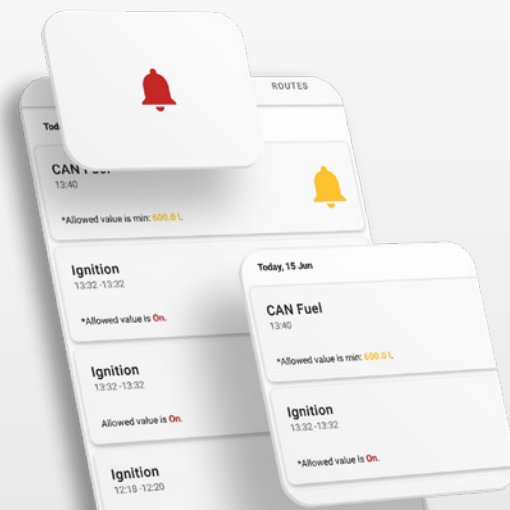 ROUTES
Tod
CAN Fuel
13:40
*Allowed value is min: 600.0 L
Ignition
13:32 -13:32
*Allowed value is On.
Ignition
13:32 -13:32
Allowed value is On.
Ignition
12:18 -12:20
Today, 15 Jun
CAN Fuel
13:40
*Allowed value is min: 600.0 L
Ignition
13:32 -13:32
*Allowed value is On.